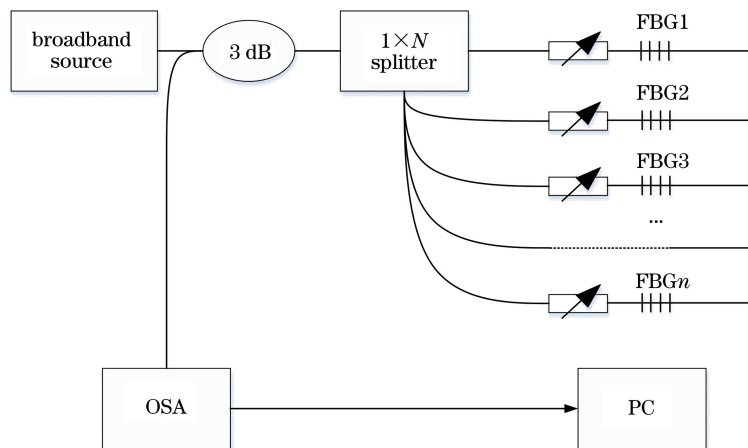 broadband
source
3 dB
1×N
splitter
FBG1
FBG2
FBG3
...
FBGn
OSA
PC